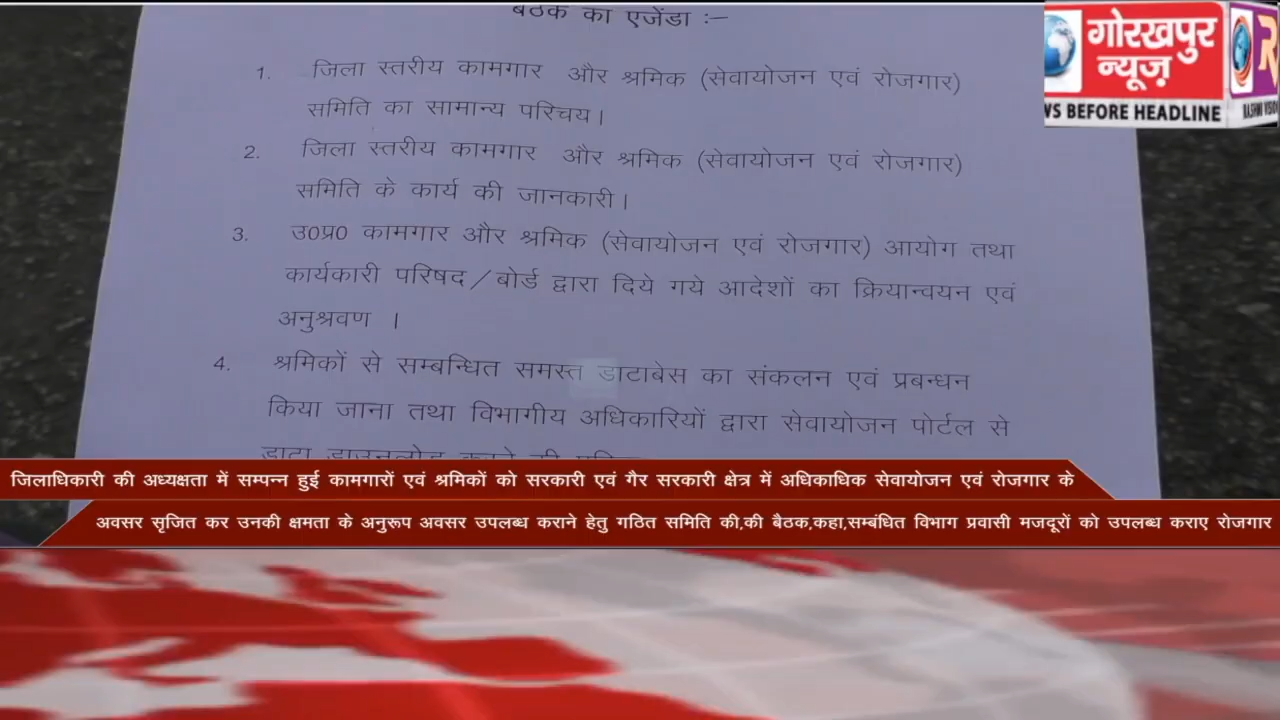 बैठक का एजेंडा :–
1. जिला स्तरीय कामगार और श्रमिक (सेवायोजन एवं रोजगार)
समिति का सामान्य परिचय।
2. जिला स्तरीय कामगार और श्रमिक (सेवायोजन एवं रोजगार)
समिति के कार्य की जानकारी।
3. उ0प्र0 कामगार और श्रमिक (सेवायोजन एवं रोजगार) आयोग तथा
कार्यकारी परिषद / बोर्ड द्वारा दिये गये आदेशों का क्रियान्वयन एवं
अनुश्रवण ।
4. श्रमिकों से सम्बन्धित समस्त डाटाबेस का संकलन एवं प्रबन्धन
किया जाना तथा विभागीय अधिकारियों द्वारा सेवायोजन पोर्टल से
गोरखपुर
न्यूज़
WS BEFORE HEADLINE
RASHMI VISION
जिलाधिकारी की अध्यक्षता में सम्पन्न हुई कामगारों एवं श्रमिकों को सरकारी एवं गैर सरकारी क्षेत्र में अधिकाधिक सेवायोजन एवं रोजगार के
अवसर सृजित कर उनकी क्षमता के अनुरूप अवसर उपलब्ध कराने हेतु गठित समिति की,की बैठक,कहा,सम्बंधित विभाग प्रवासी मजदूरों को उपलब्ध कराए रोजगार